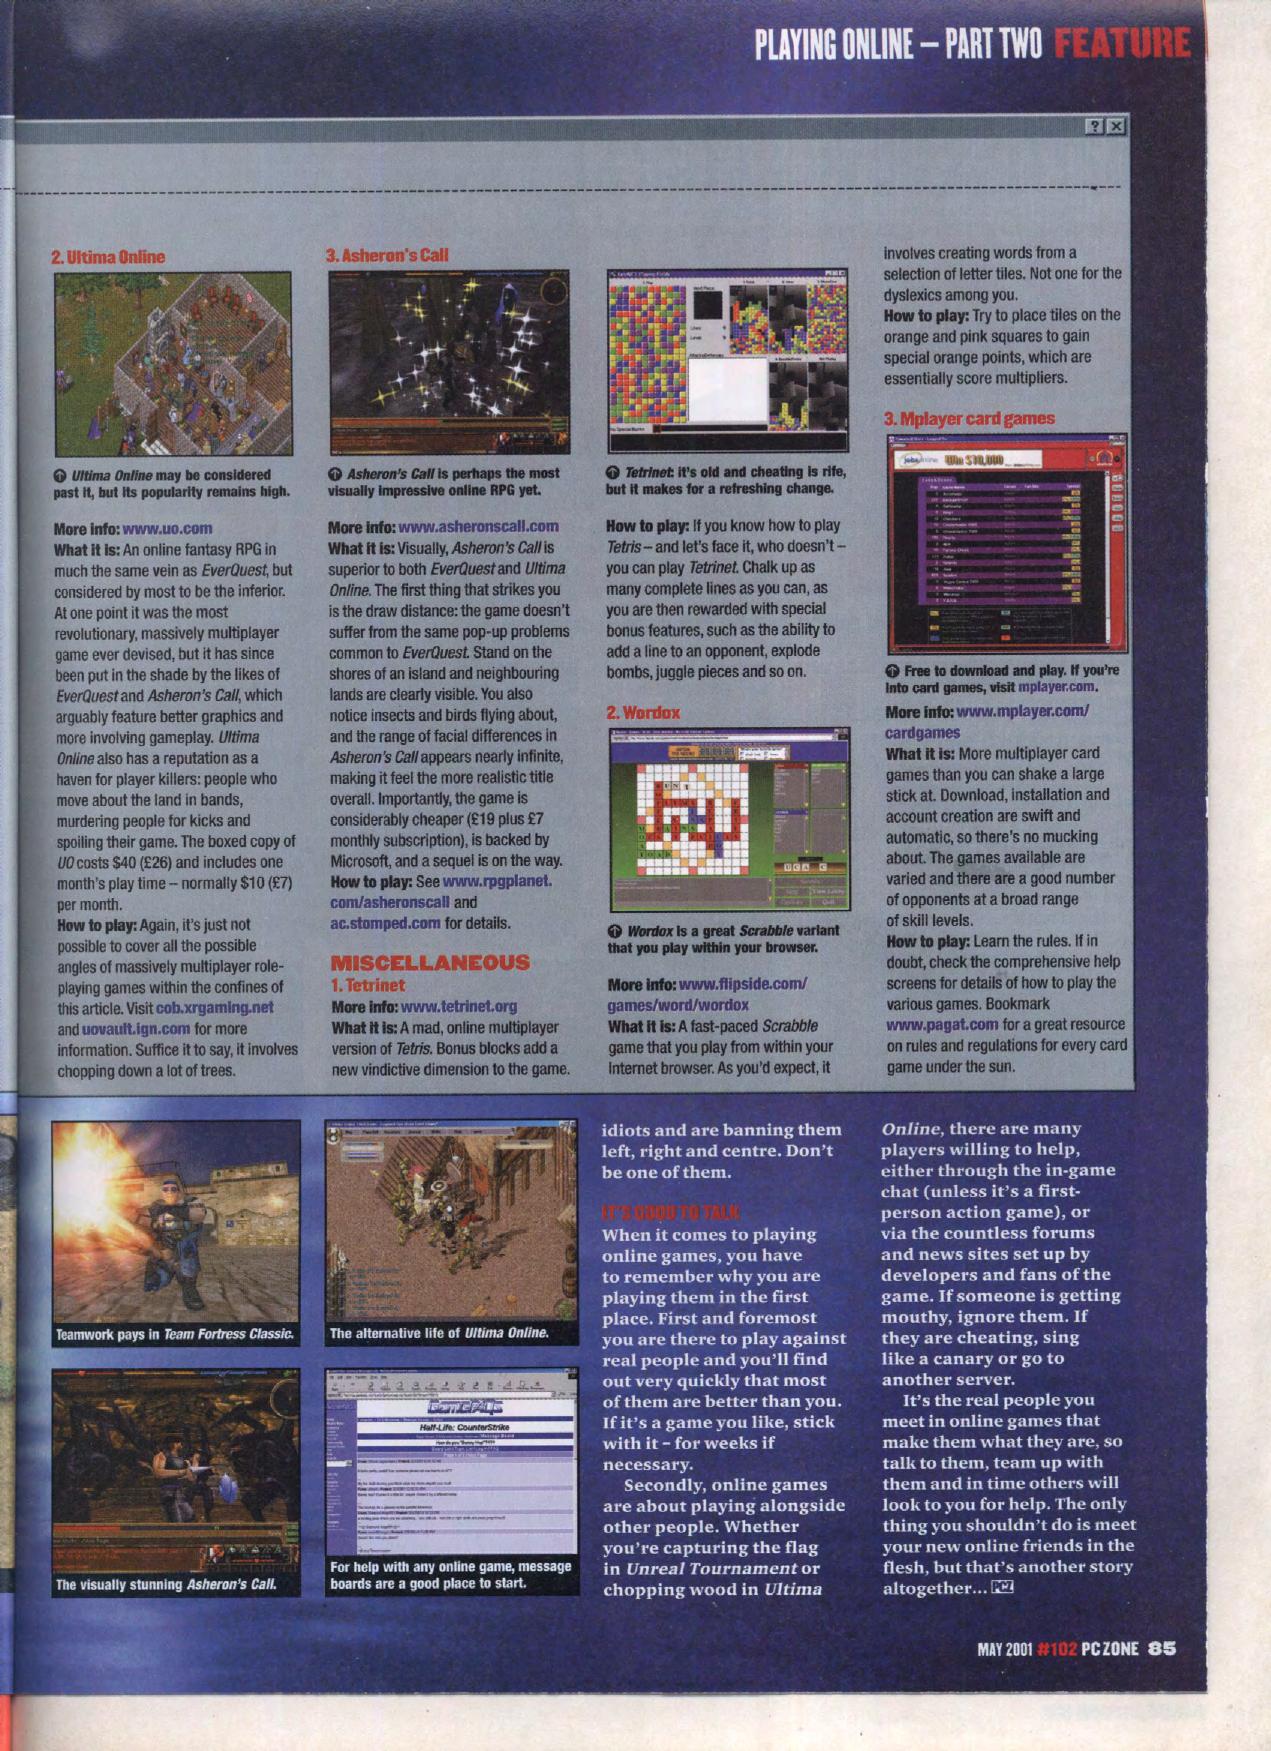 PLAYING ONLINE – PART TWO FEATURE
2. Ultima Online
Ultima Online may be considered
past it, but its popularity remains high.
More info: www.uo.com
What it is: An online fantasy RPG in
much the same vein as EverQuest, but
considered by most to be the inferior.
At one point it was the most
revolutionary, massively multiplayer
game ever devised, but it has since
been put in the shade by the likes of
EverQuest and Asheron's Call, which
arguably feature better graphics and
more involving gameplay. Ultima
Online also has a reputation as a
haven for player killers: people who
move about the land in bands,
murdering people for kicks and
spoiling their game. The boxed copy of
UO costs $40 (£26) and includes one
month's play time – normally $10 (£7)
per month.
How to play: Again, it's just not
possible to cover all the possible
angles of massively multiplayer role-
playing games within the confines of
this article. Visit cob.xrgaming.net
and uovault.ign.com for more
information. Suffice it to say, it involves
chopping down a lot of trees.
3. Asheron's Call
Asheron's Call is perhaps the most
visually impressive online RPG yet.
More info: www.asheronscall.com
What it is: Visually, Asheron's Call is
superior to both EverQuest and Ultima
Online. The first thing that strikes you
is the draw distance: the game doesn't
suffer from the same pop-up problems
common to EverQuest. Stand on the
shores of an island and neighbouring
lands are clearly visible. You also
notice insects and birds flying about,
and the range of facial differences in
Asheron's Call appears nearly infinite,
making it feel the more realistic title
overall. Importantly, the game is
considerably cheaper (£19 plus £7
monthly subscription), is backed by
Microsoft, and a sequel is on the way.
How to play: See www.rpgplanet.
com/asheronscall and
ac.stomped.com for details.
MISCELLANEOUS
1. Tetrinet
More info: www.tetrinet.org
What it is: A mad, online multiplayer
version of Tetris. Bonus blocks add a
new vindictive dimension to the game.
Tetrinet: it's old and cheating is rife,
but it makes for a refreshing change.
How to play: If you know how to play
Tetris – and let's face it, who doesn't –
you can play Tetrinet. Chalk up as
many complete lines as you can, as
you are then rewarded with special
bonus features, such as the ability to
add a line to an opponent, explode
bombs, juggle pieces and so on.
2. Wordox
Wordox is a great Scrabble variant
that you play within your browser.
More info: www.flipside.com/
games/word/wordox
What it is: A fast-paced Scrabble
game that you play from within your
Internet browser. As you'd expect, it
involves creating words from a
selection of letter tiles. Not one for the
dyslexics among you.
How to play: Try to place tiles on the
orange and pink squares to gain
special orange points, which are
essentially score multipliers.
3. Mplayer card games
Win $10,000
Free to download and play. If you're
into card games, visit mplayer.com.
More info: www.mplayer.com/
cardgames
What it is: More multiplayer card
games than you can shake a large
stick at. Download, installation and
account creation are swift and
automatic, so there's no mucking
about. The games available are
varied and there are a good number
of opponents at a broad range
of skill levels.
How to play: Learn the rules. If in
doubt, check the comprehensive help
screens for details of how to play the
various games. Bookmark
www.pagat.com for a great resource
on rules and regulations for every card
game under the sun.
Teamwork pays in Team Fortress Classic.
The alternative life of Ultima Online.
The visually stunning Asheron's Call.
Half-Life: CounterStrike
For help with any online game, message
boards are a good place to start.
idiots and are banning them
left, right and centre. Don't
be one of them.
IT'S GOOD TO TALK
When it comes to playing
online games, you have
to remember why you are
playing them in the first
place. First and foremost
you are there to play against
real people and you'll find
out very quickly that most
of them are better than you.
If it's a game you like, stick
with it – for weeks if
necessary.
Secondly, online games
are about playing alongside
other people. Whether
you're capturing the flag
in Unreal Tournament or
chopping wood in Ultima
Online, there are many
players willing to help,
either through the in-game
chat (unless it's a first-
person action game), or
via the countless forums
and news sites set up by
developers and fans of the
game. If someone is getting
mouthy, ignore them. If
they are cheating, sing
like a canary or go to
another server.
It's the real people you
meet in online games that
make them what they are, so
talk to them, team up with
them and in time others will
look to you for help. The only
thing you shouldn't do is meet
your new online friends in the
flesh, but that's another story
altogether... PCZ
MAY 2001 #102 PCZONE 85